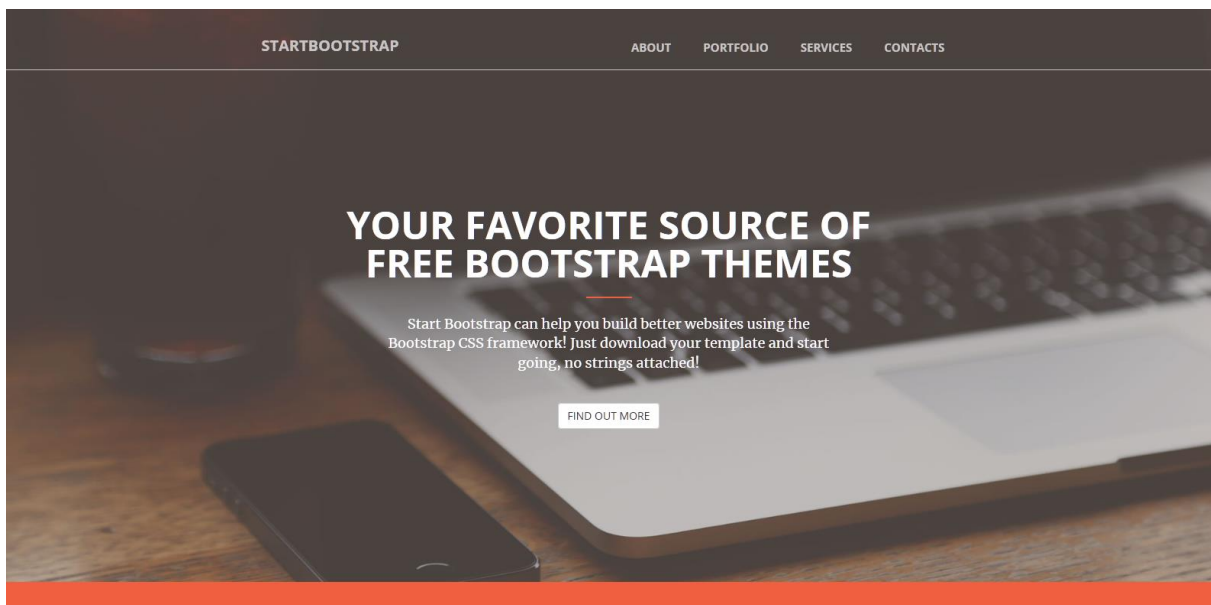 STARTBOOTSTRAP
ABOUT PORTFOLIO SERVICES CONTACTS
YOUR FAVORITE SOURCE OF
FREE BOOTSTRAP THEMES
Start Bootstrap can help you build better websites using the
Bootstrap CSS framework! Just download your template and start
going, no strings attached!
FIND OUT MORE